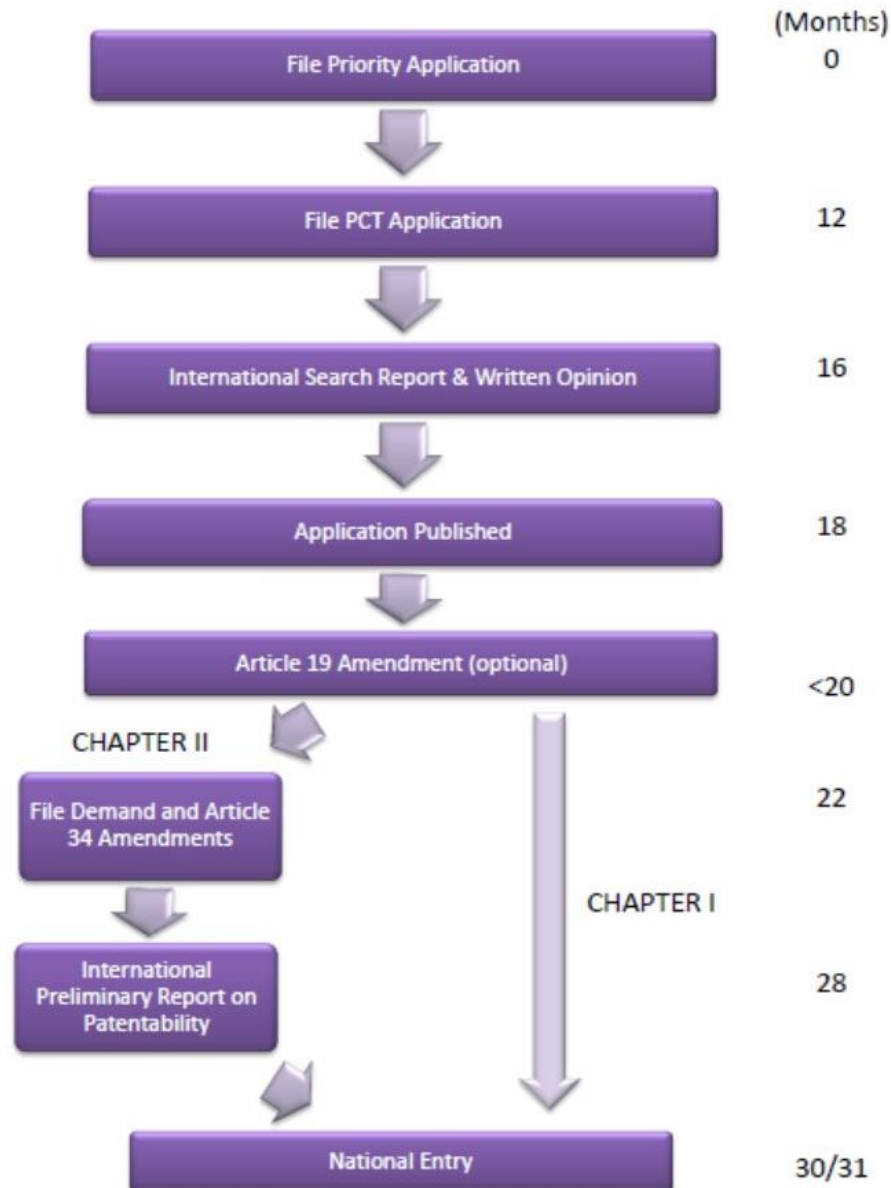 (Months)
File Priority Application
0
File PCT Application
12
International Search Report & Written Opinion
16
Application Published
18
Article 19 Amendment (optional)
<20
CHAPTER II
File Demand and Article
34 Amendments
22
CHAPTER I
International
Preliminary Report on
Patentability
28
National Entry
30/31